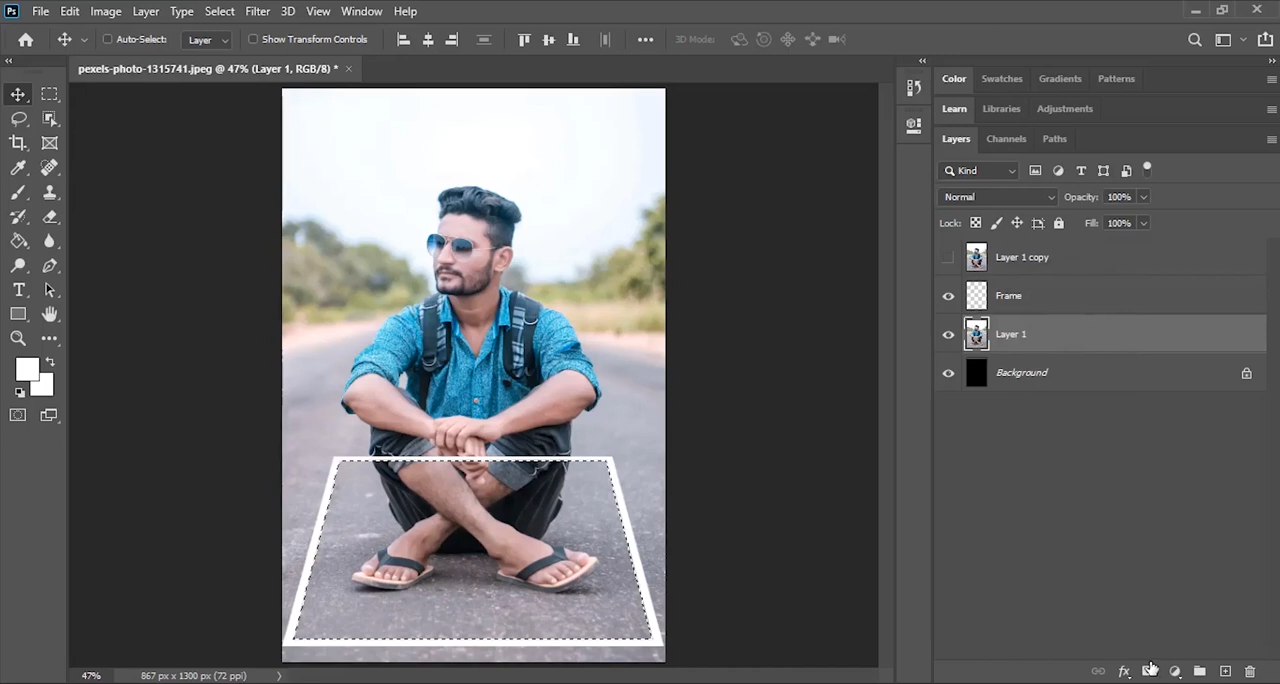 Ps File Edit Image Layer Type Select Filter 3D View Window Help
Auto-Select: Layer Show Transform Controls 3D Mode:
pexels-photo-1315741.jpeg @ 47% (Layer 1, RGB/8) *
Color Swatches Gradients Patterns
Learn Libraries Adjustments
Layers Channels Paths
Kind
Normal Opacity: 100%
Lock: Fill: 100%
Layer 1 copy
Frame
Layer 1
Background
47% 867 px x 1300 px (72 ppi)